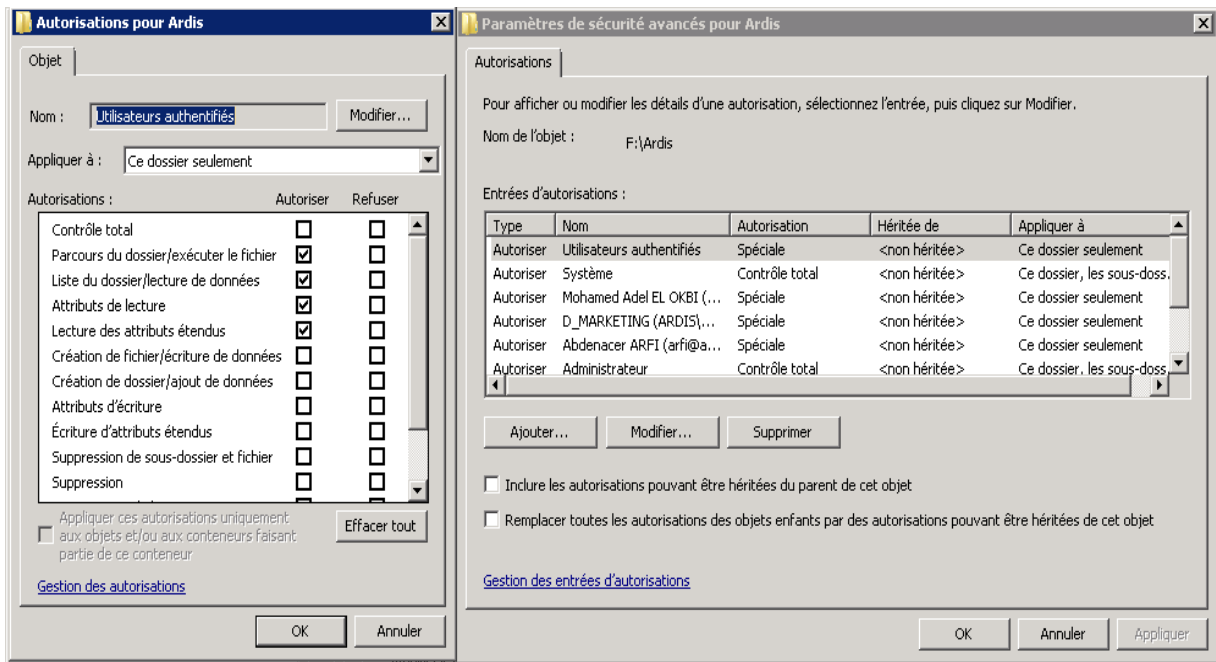 Autorisations pour Ardis
Objet
Nom :
Utilisateurs authentifiés
Modifier...
Appliquer à :
Ce dossier seulement
Autorisations :
Autoriser
Refuser
Contrôle total
Parcours du dossier/exécuter le fichier
Liste du dossier/lecture de données
Attributs de lecture
Lecture des attributs étendus
Création de fichier/écriture de données
Création de dossier/ajout de données
Attributs d'écriture
Écriture d'attributs étendus
Suppression de sous-dossier et fichier
Suppression
Appliquer ces autorisations uniquement
aux objets et/ou aux conteneurs faisant
partie de ce conteneur
Effacer tout
Gestion des autorisations
OK
Annuler
Paramètres de sécurité avancés pour Ardis
Autorisations
Pour afficher ou modifier les détails d'une autorisation, sélectionnez l'entrée, puis cliquez sur Modifier.
Nom de l'objet : F:\Ardis
Entrées d'autorisations :
Type Nom Autorisation Héritée de Appliquer à
Autoriser Utilisateurs authentifiés Spéciale <non héritée> Ce dossier seulement
Autoriser Système Contrôle total <non héritée> Ce dossier, les sous-doss.
Autoriser Mohamed Adel EL OKBI (... Spéciale <non héritée> Ce dossier seulement
Autoriser D_MARKETING (ARDIS\... Spéciale <non héritée> Ce dossier seulement
Autoriser Abdenacer ARFI (arfi@a... Spéciale <non héritée> Ce dossier seulement
Autoriser Administrateur Contrôle total <non héritée> Ce dossier, les sous-doss
Ajouter...
Modifier...
Supprimer
Inclure les autorisations pouvant être héritées du parent de cet objet
Remplacer toutes les autorisations des objets enfants par des autorisations pouvant être héritées de cet objet
Gestion des entrées d'autorisations
OK
Annuler
Appliquer